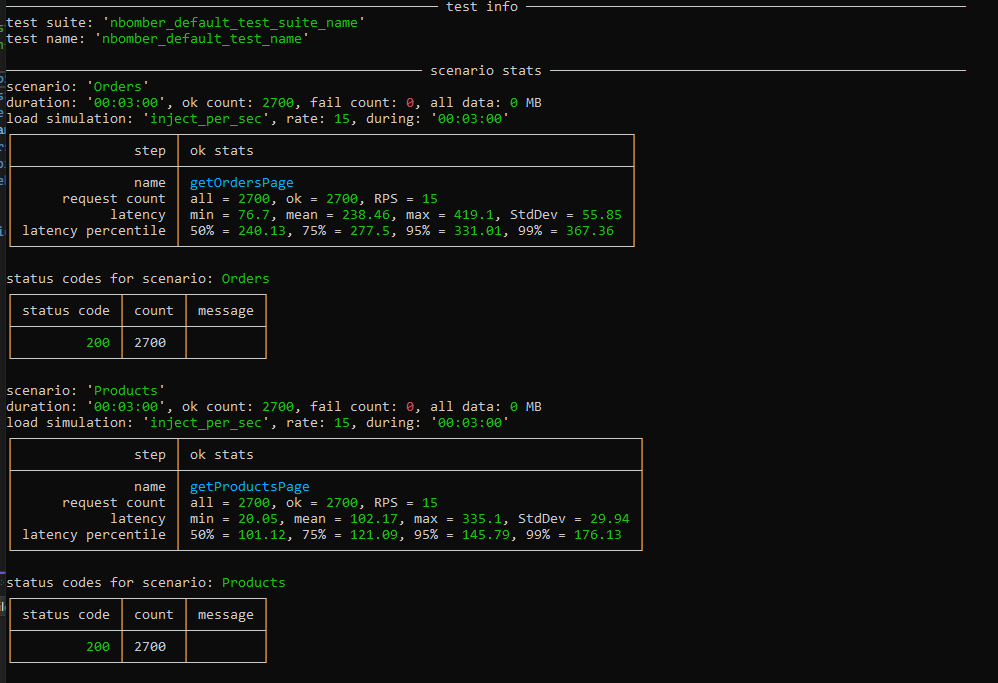 test info
test suite: 'nbomber_default_test_suite_name'
test name: 'nbomber_default_test_name'
scenario stats
scenario: 'Orders'
duration: '00:03:00', ok count: 2700, fail count: 0, all data: 0 MB
load simulation: 'inject_per_sec', rate: 15, during: '00:03:00'
step ok stats
name getOrdersPage
request count all = 2700, ok = 2700, RPS = 15
latency min = 76.7, mean = 238.46, max = 419.1, StdDev = 55.85
latency percentile 50% = 240.13, 75% = 277.5, 95% = 331.01, 99% = 367.36
status codes for scenario: Orders
status code count message
200 2700
scenario: 'Products'
duration: '00:03:00', ok count: 2700, fail count: 0, all data: 0 MB
load simulation: 'inject_per_sec', rate: 15, during: '00:03:00'
step ok stats
name getProductsPage
request count all = 2700, ok = 2700, RPS = 15
latency min = 20.05, mean = 102.17, max = 335.1, StdDev = 29.94
latency percentile 50% = 101.12, 75% = 121.09, 95% = 145.79, 99% = 176.13
status codes for scenario: Products
status code count message
200 2700